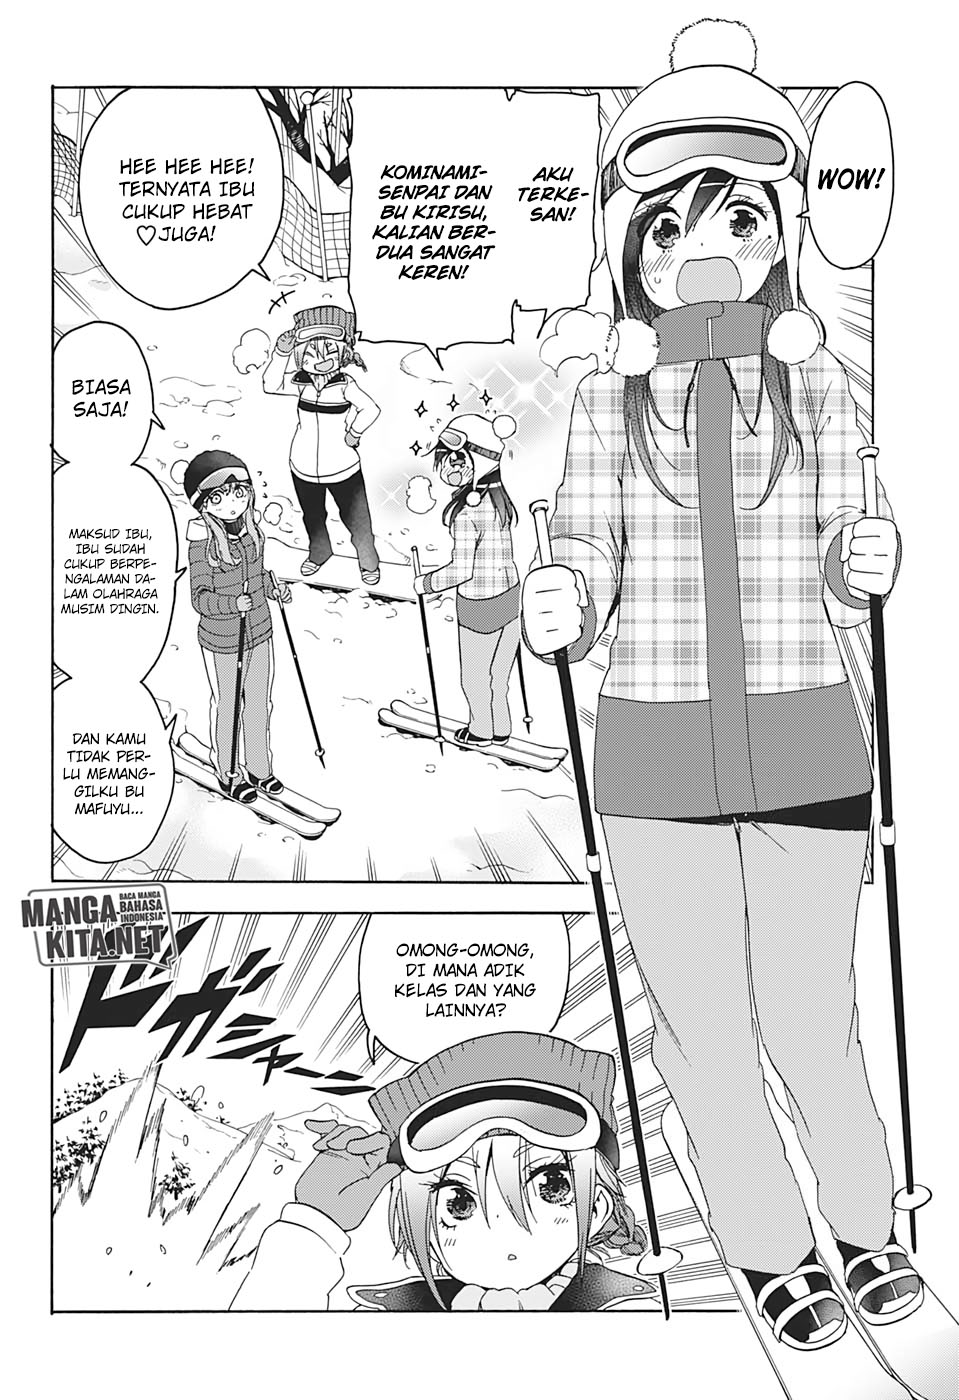 WOW!
AKU
TERKE-
SAN!
KOMINAMI-
SENPAI DAN
BU KIRISU,
KALIAN BER-
DUA SANGAT
KEREN!
HEE HEE HEE!
TERNYATA IBU
CUKUP HEBAT
♡JUGA!
BIASA
SAJA!
MAKSUD IBU,
IBU SUDAH
CUKUP BERPE-
NGALAMAN DA-
LAM OLAHRAGA
MUSIM DINGIN.
DAN KAMU
TIDAK PER-
LU MEMANG-
GILKU BU
MAFUYU...
MANGA
KITA.NET
BACA MANGA
BAHASA
INDONESIA
OMONG-OMONG,
DI MANA ADIK
KELAS DAN YANG
LAINNYA?
ドガシャーン